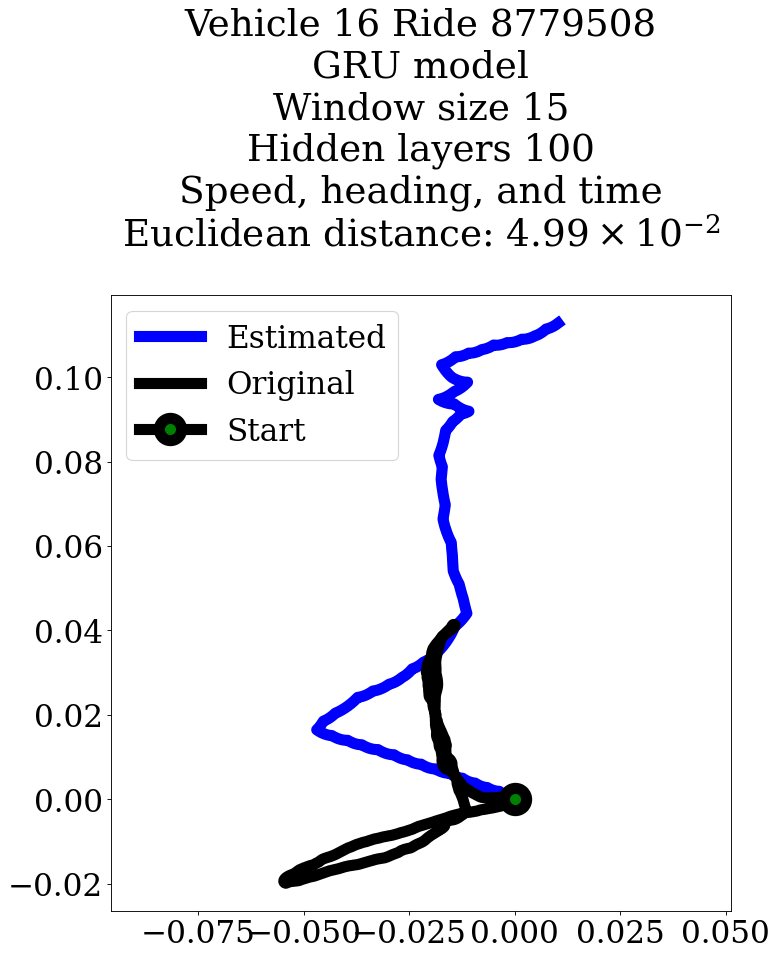 Vehicle 16 Ride 8779508
GRU model
Window size 15
Hidden layers 100
Speed, heading, and time
Euclidean distance: 4.99 × 10⁻²
Estimated
Original
Start
0.10
0.08
0.06
0.04
0.02
0.00
−0.02
−0.075 −0.050 −0.025 0.000 0.025 0.050